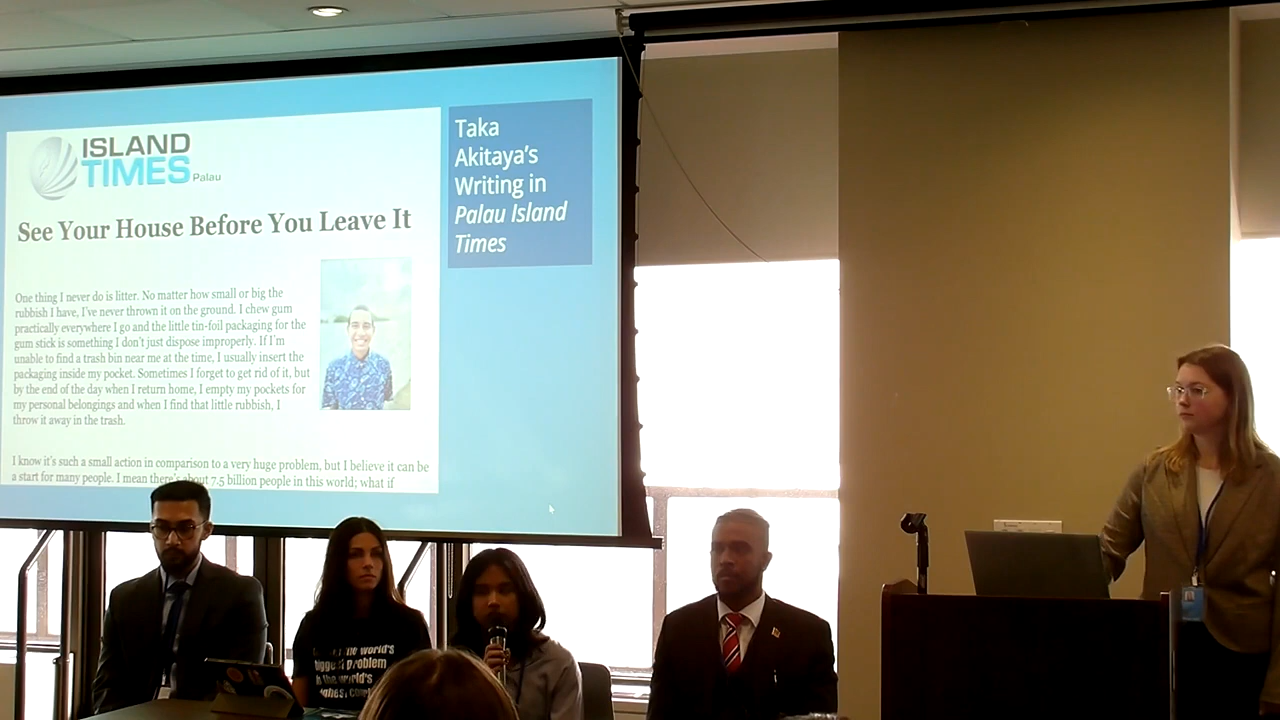 ISLAND
TIMES Palau
See Your House Before You Leave It
One thing I never do is litter. No matter how small or big the
rubbish I have, I've never thrown it on the ground. I chew gum
practically everywhere I go and the little tin-foil packaging for the
gum stick is something I don't just dispose improperly. If I'm
unable to find a trash bin near me at the time, I usually insert the
packaging inside my pocket. Sometimes I forget to get rid of it, but
by the end of the day when I return home, I empty my pockets for
my personal belongings and when I find that little rubbish, I
throw it away in the trash.
I know it's such a small action in comparison to a very huge problem, but I believe it can be
a start for many people. I mean there's about 7.5 billion people in this world; what if
Taka
Akitaya's
Writing in
Palau Island
Times
the world's
problem